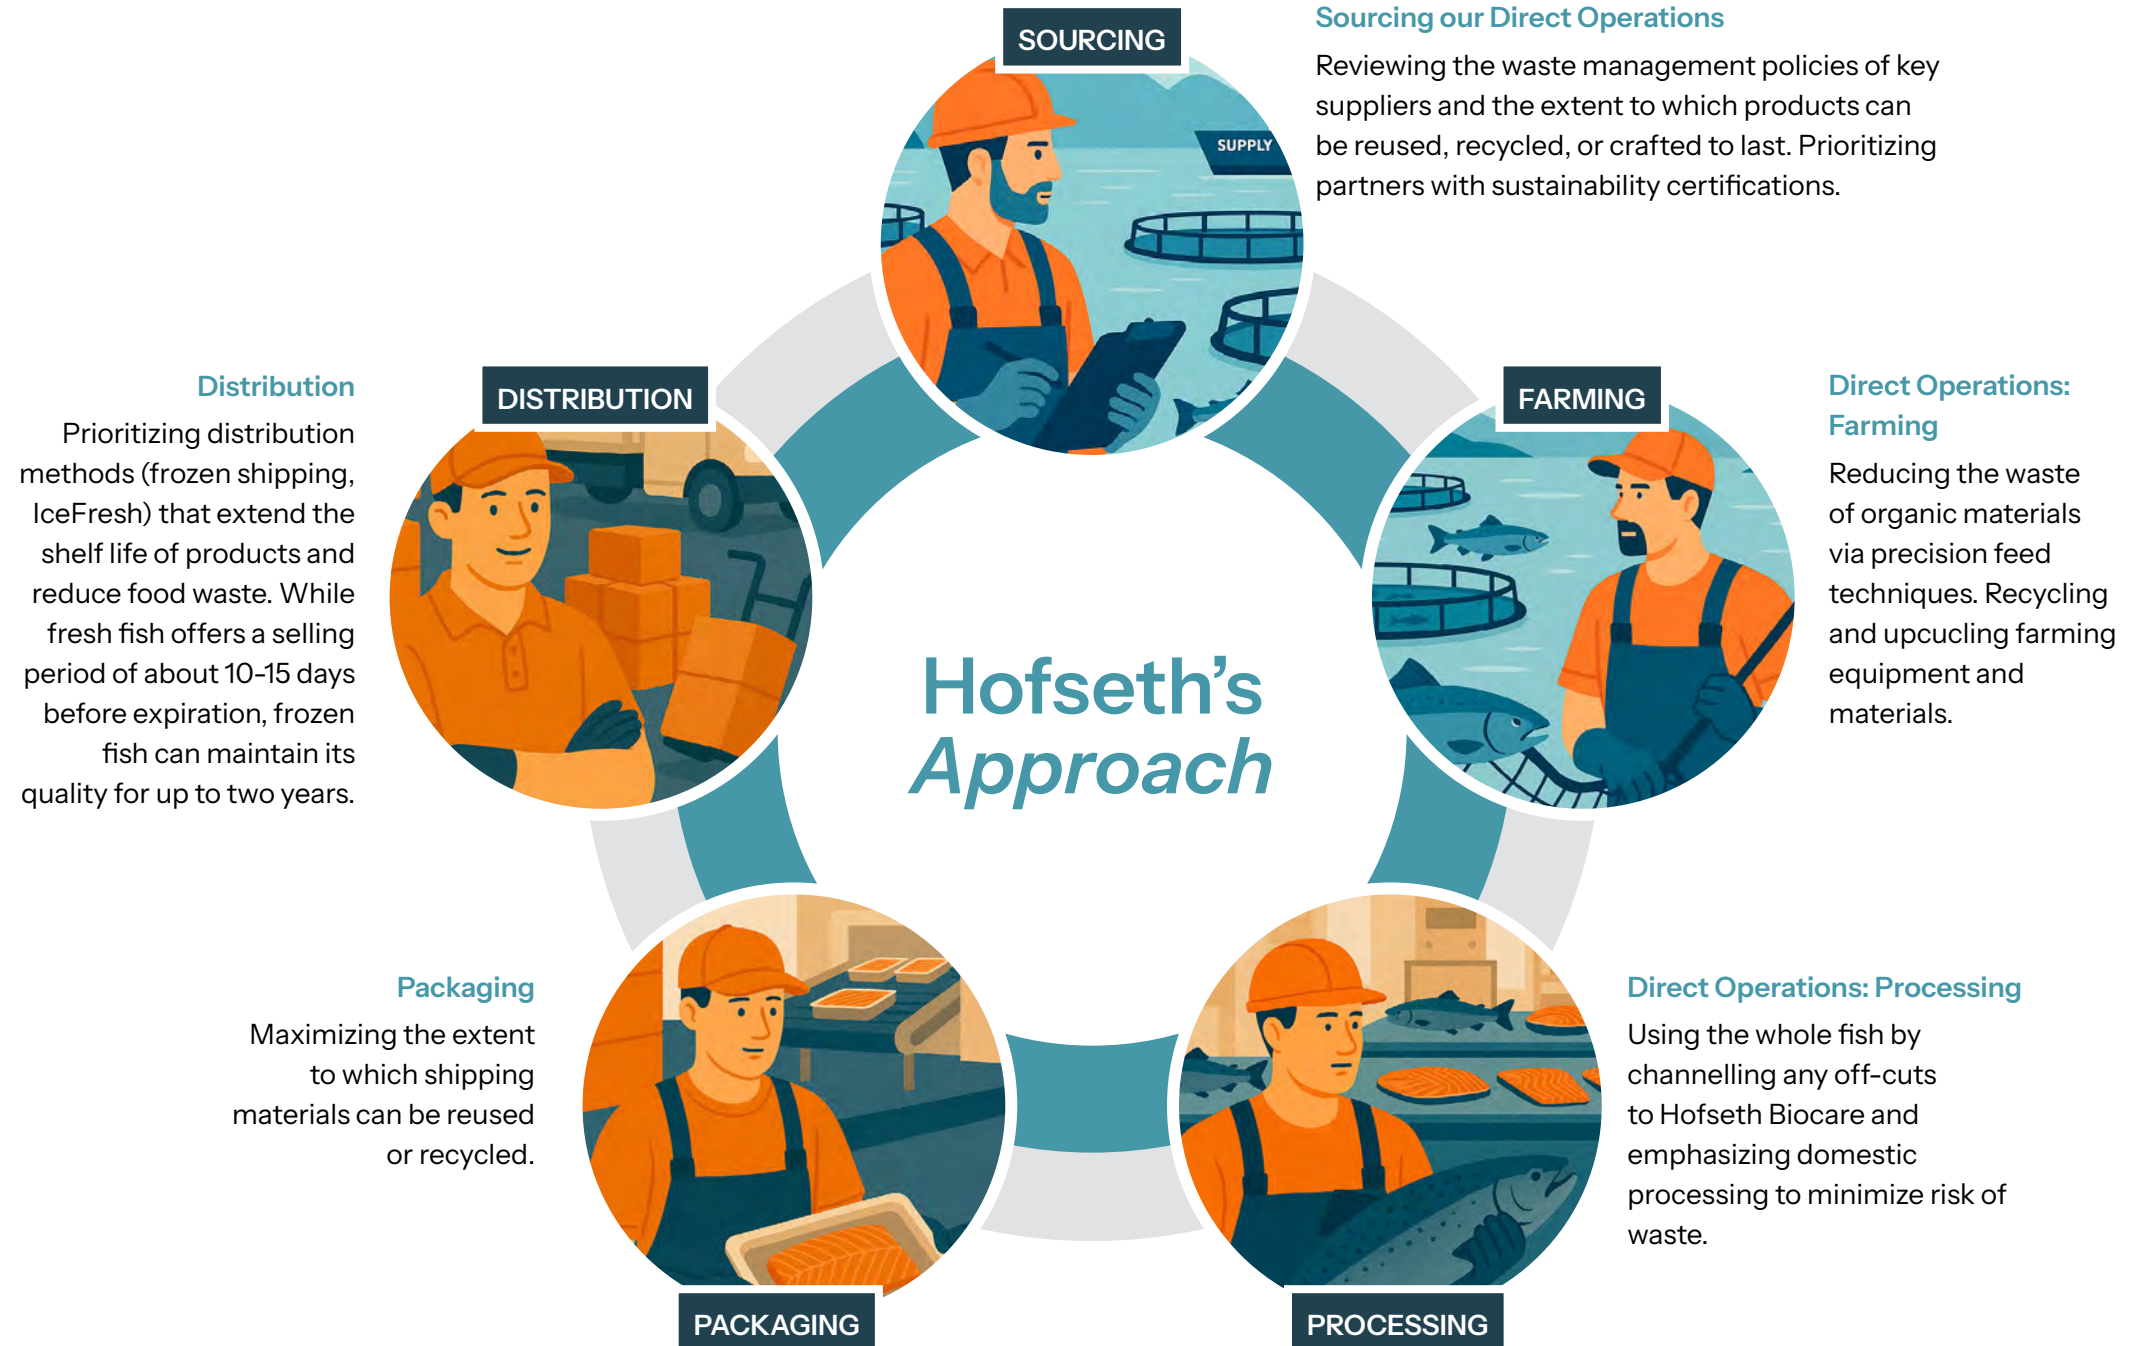 SOURCING
Sourcing our Direct Operations
Reviewing the waste management policies of key
suppliers and the extent to which products can
be reused, recycled, or crafted to last. Prioritizing
partners with sustainability certifications.
SUPPLY
FARMING
Direct Operations:
Farming
Reducing the waste
of organic materials
via precision feed
techniques. Recycling
and upcucling farming
equipment and
materials.
Direct Operations: Processing
Using the whole fish by
channelling any off-cuts
to Hofseth Biocare and
emphasizing domestic
processing to minimize risk of
waste.
PROCESSING
Packaging
Maximizing the extent
to which shipping
materials can be reused
or recycled.
PACKAGING
Distribution
Prioritizing distribution
methods (frozen shipping,
IceFresh) that extend the
shelf life of products and
reduce food waste. While
fresh fish offers a selling
period of about 10-15 days
before expiration, frozen
fish can maintain its
quality for up to two years.
DISTRIBUTION
Hofseth's
Approach